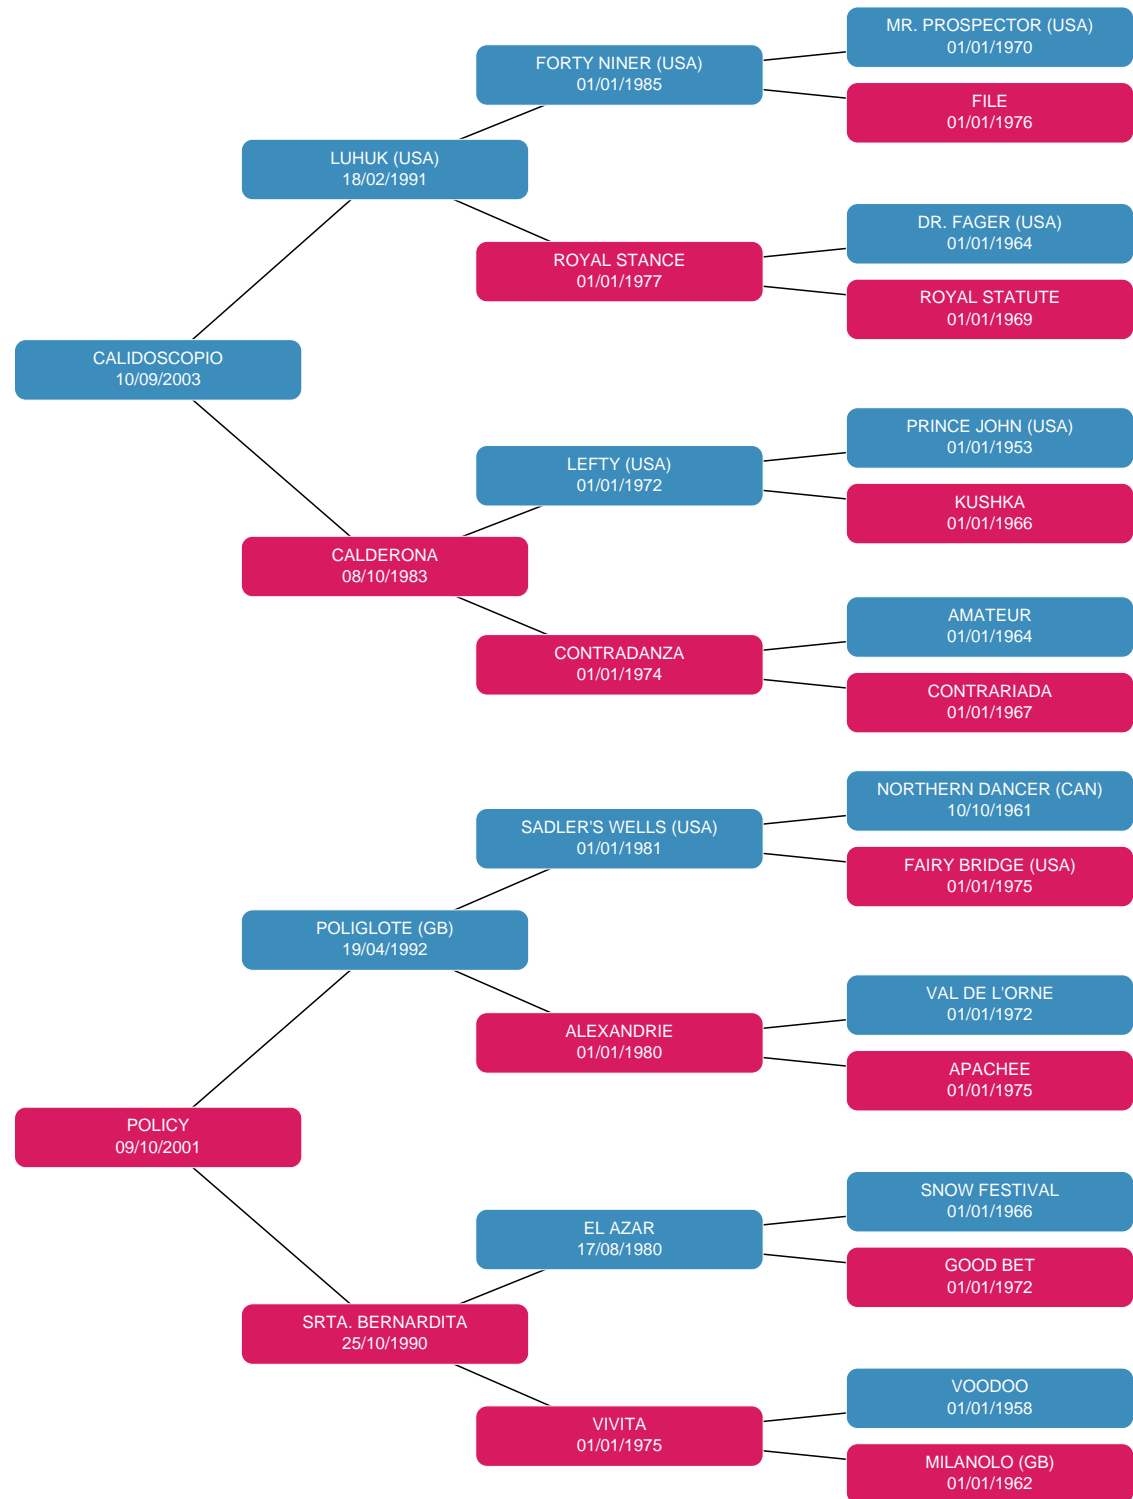 MR. PROSPECTOR (USA)
01/01/1970
FORTY NINER (USA)
01/01/1985
FILE
01/01/1976
LUHUK (USA)
18/02/1991
DR. FAGER (USA)
01/01/1964
ROYAL STANCE
01/01/1977
ROYAL STATUTE
01/01/1969
CALIDOSCOPIO
10/09/2003
PRINCE JOHN (USA)
01/01/1953
LEFTY (USA)
01/01/1972
KUSHKA
01/01/1966
CALDERONA
08/10/1983
AMATEUR
01/01/1964
CONTRADANZA
01/01/1974
CONTRARIADA
01/01/1967
NORTHERN DANCER (CAN)
10/10/1961
SADLER'S WELLS (USA)
01/01/1981
FAIRY BRIDGE (USA)
01/01/1975
POLIGLOTE (GB)
19/04/1992
VAL DE L'ORNE
01/01/1972
ALEXANDRIE
01/01/1980
APACHEE
01/01/1975
POLICY
09/10/2001
SNOW FESTIVAL
01/01/1966
EL AZAR
17/08/1980
GOOD BET
01/01/1972
SRTA. BERNARDITA
25/10/1990
VOODOO
01/01/1958
VIVITA
01/01/1975
MILANOLO (GB)
01/01/1962